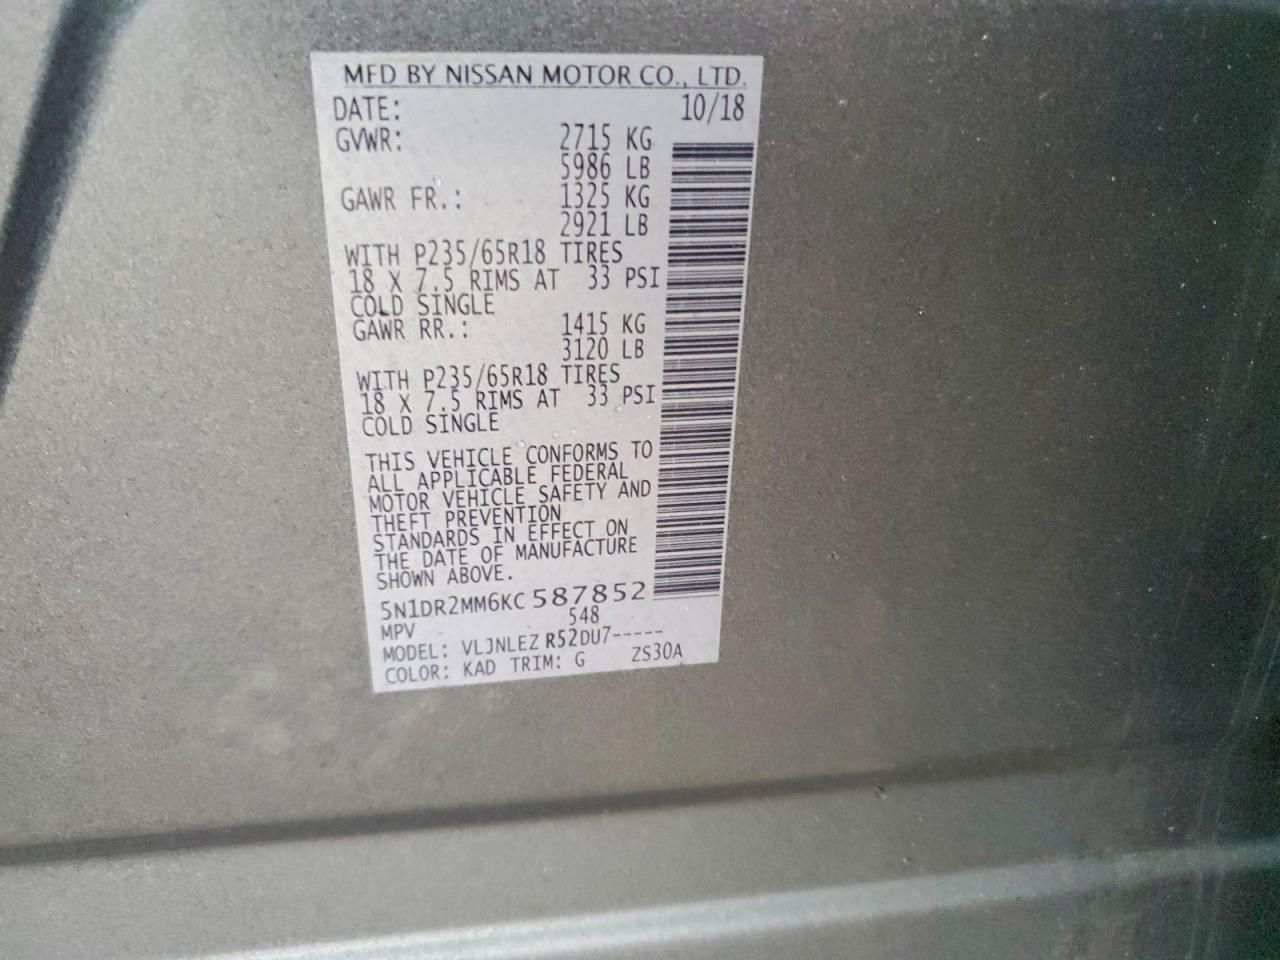 MFD BY NISSAN MOTOR CO., LTD.
DATE: 10/18
GVWR: 2715 KG
5986 LB
GAWR FR.: 1325 KG
2921 LB
WITH P235/65R18 TIRES
18 X 7.5 RIMS AT 33 PSI
COLD SINGLE
GAWR RR.: 1415 KG
3120 LB
WITH P235/65R18 TIRES
18 X 7.5 RIMS AT 33 PSI
COLD SINGLE
THIS VEHICLE CONFORMS TO
ALL APPLICABLE FEDERAL
MOTOR VEHICLE SAFETY AND
THEFT PREVENTION
STANDARDS IN EFFECT ON
THE DATE OF MANUFACTURE
SHOWN ABOVE.
5N1DR2MM6KC 587852
MPV 548
MODEL: VLJNLEZ R52DU7-----
COLOR: KAD TRIM: G ZS30A